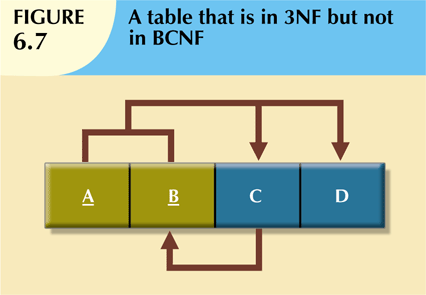 FIGURE
6.7
A table that is in 3NF but not
in BCNF
A B C D